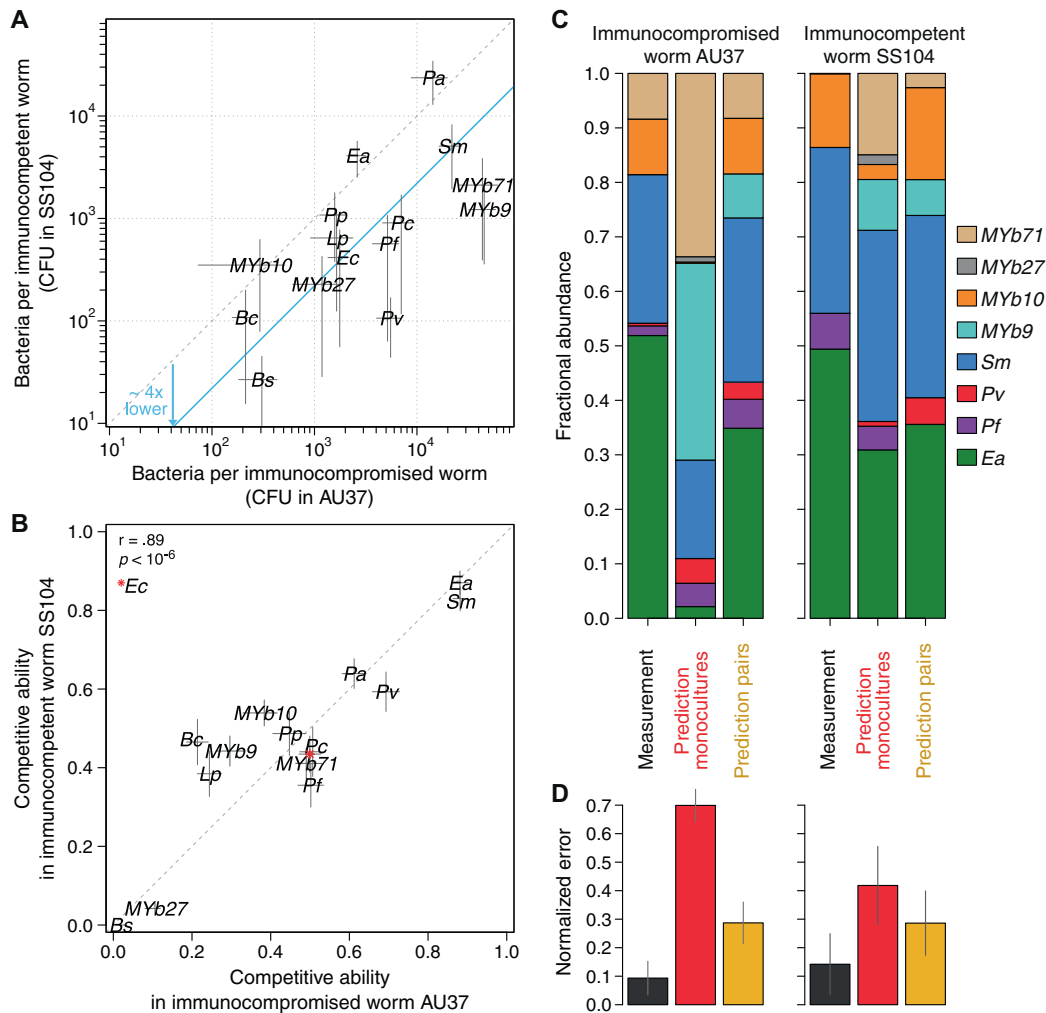 A
Bacteria per immunocompetent worm
(CFU in SS104)
10^4
10^3
10^2
10^1
Pa
Sm
Ea
MYb71
MYb9
Pp
Pc
Lp
Pf
Ec
MYb10
MYb27
Bc
Pv
Bs
~ 4x
lower
10^1 10^2 10^3 10^4
Bacteria per immunocompromised worm
(CFU in AU37)
B
Competitive ability
in immunocompetent worm SS104
1.0
0.8
0.6
0.4
0.2
0.0
r = .89
p < 10^-6
*Ec
Ea
Sm
Pa
Pv
MYb10
Bc
Pp
MYb9
Pc
Lp
MYb71
Pf
MYb27
Bs
0.0 0.2 0.4 0.6 0.8 1.0
Competitive ability
in immunocompromised worm AU37
C
Immunocompromised
worm AU37
Immunocompetent
worm SS104
Fractional abundance
1.0
0.9
0.8
0.7
0.6
0.5
0.4
0.3
0.2
0.1
0.0
MYb71
MYb27
MYb10
MYb9
Sm
Pv
Pf
Ea
Measurement
Prediction
monocultures
Prediction pairs
Measurement
Prediction
monocultures
Prediction pairs
D
Normalized error
0.7
0.6
0.5
0.4
0.3
0.2
0.1
0.0